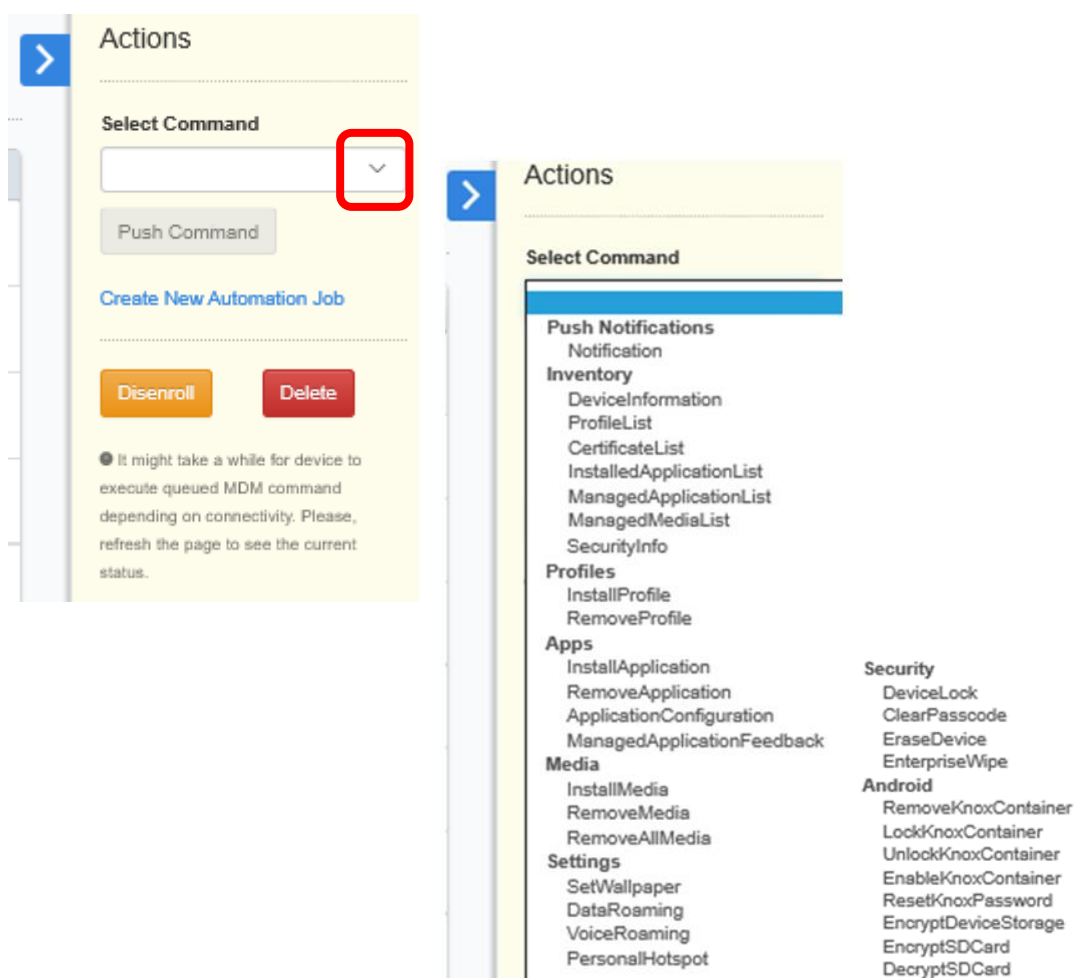 Actions
Select Command
Push Command
Create New Automation Job
Disenroll
Delete
It might take a while for device to
execute queued MDM command
depending on connectivity. Please,
refresh the page to see the current
status.
Actions
Select Command
Push Notifications
Notification
Inventory
DeviceInformation
ProfileList
CertificateList
InstalledApplicationList
ManagedApplicationList
ManagedMediaList
SecurityInfo
Profiles
InstallProfile
RemoveProfile
Apps
InstallApplication
RemoveApplication
ApplicationConfiguration
ManagedApplicationFeedback
Media
InstallMedia
RemoveMedia
RemoveAllMedia
Settings
SetWallpaper
DataRoaming
VoiceRoaming
PersonalHotspot
Security
DeviceLock
ClearPasscode
EraseDevice
EnterpriseWipe
Android
RemoveKnoxContainer
LockKnoxContainer
UnlockKnoxContainer
EnableKnoxContainer
ResetKnoxPassword
EncryptDeviceStorage
EncryptSDCard
DecryptSDCard